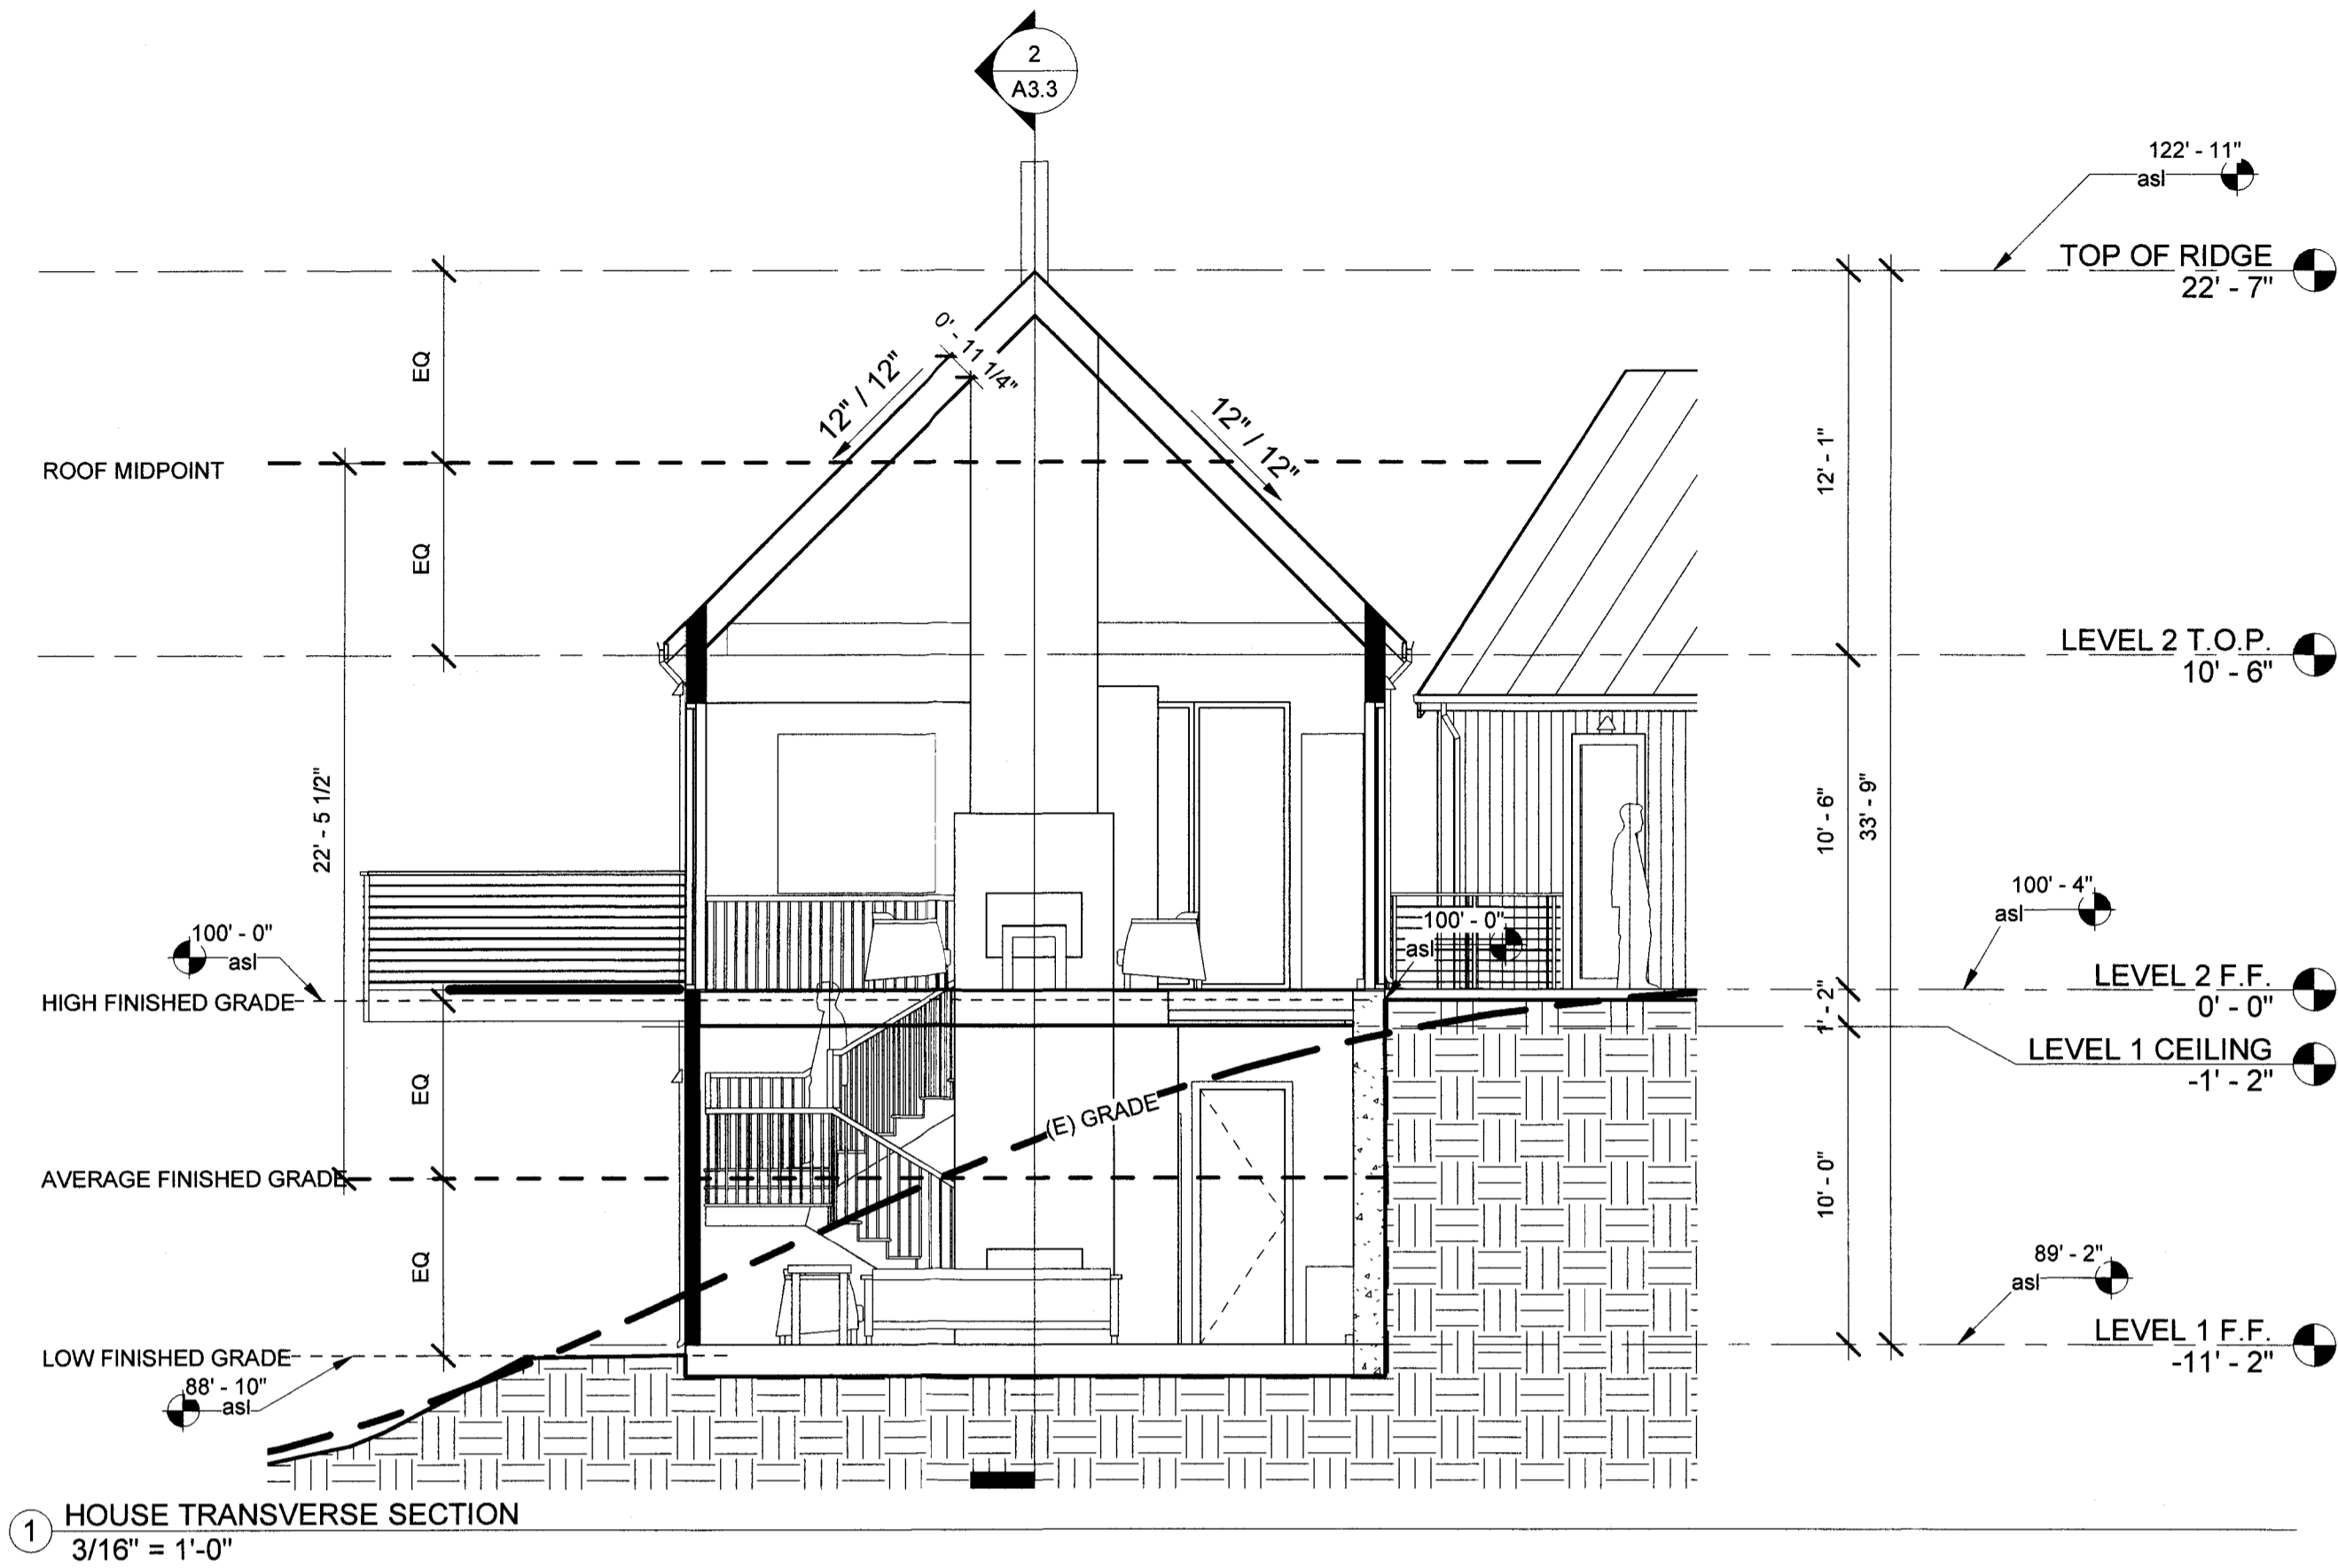 2
A3.3
122' - 11"
asl
TOP OF RIDGE
22' - 7"
0' - 11 1/4"
12" / 12"
12" / 12"
EQ
ROOF MIDPOINT
12' - 1"
EQ
LEVEL 2 T.O.P.
10' - 6"
22' - 5 1/2"
10' - 6"
33' - 9"
100' - 0"
asl
100' - 0"
asl
100' - 4"
asl
HIGH FINISHED GRADE
LEVEL 2 F.F.
0' - 0"
1' - 2"
LEVEL 1 CEILING
-1' - 2"
EQ
(E) GRADE
AVERAGE FINISHED GRADE
10' - 0"
EQ
89' - 2"
asl
LEVEL 1 F.F.
-11' - 2"
LOW FINISHED GRADE
88' - 10"
asl
1
HOUSE TRANSVERSE SECTION
3/16" = 1'-0"